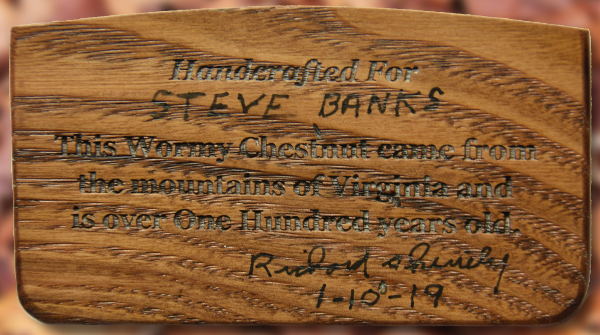 Handcrafted For
STEVE BANKS
This Wormy Chestnut came from
the mountains of Virginia and
is over One Hundred years old.
Richard
1-10-19